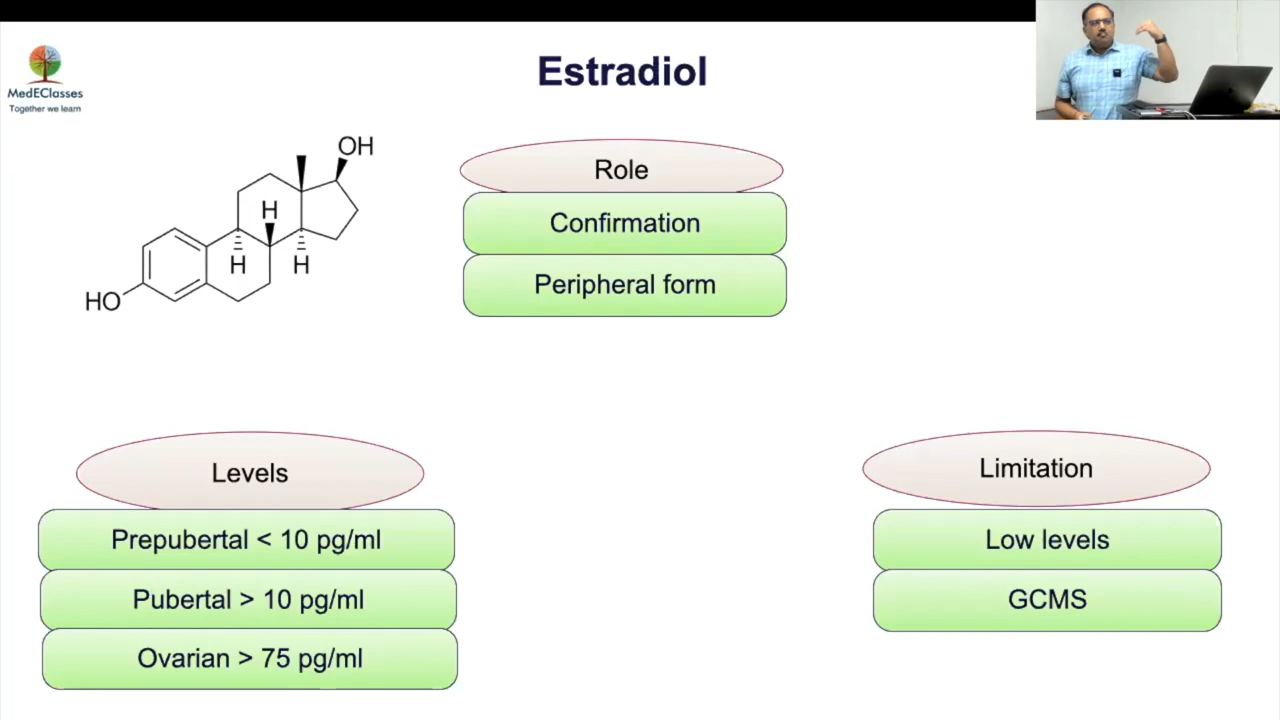 Estradiol
MedEClasses
Together we learn
OH
H
H
H
HO
Role
Confirmation
Peripheral form
Levels
Prepubertal < 10 pg/ml
Pubertal > 10 pg/ml
Ovarian > 75 pg/ml
Limitation
Low levels
GCMS